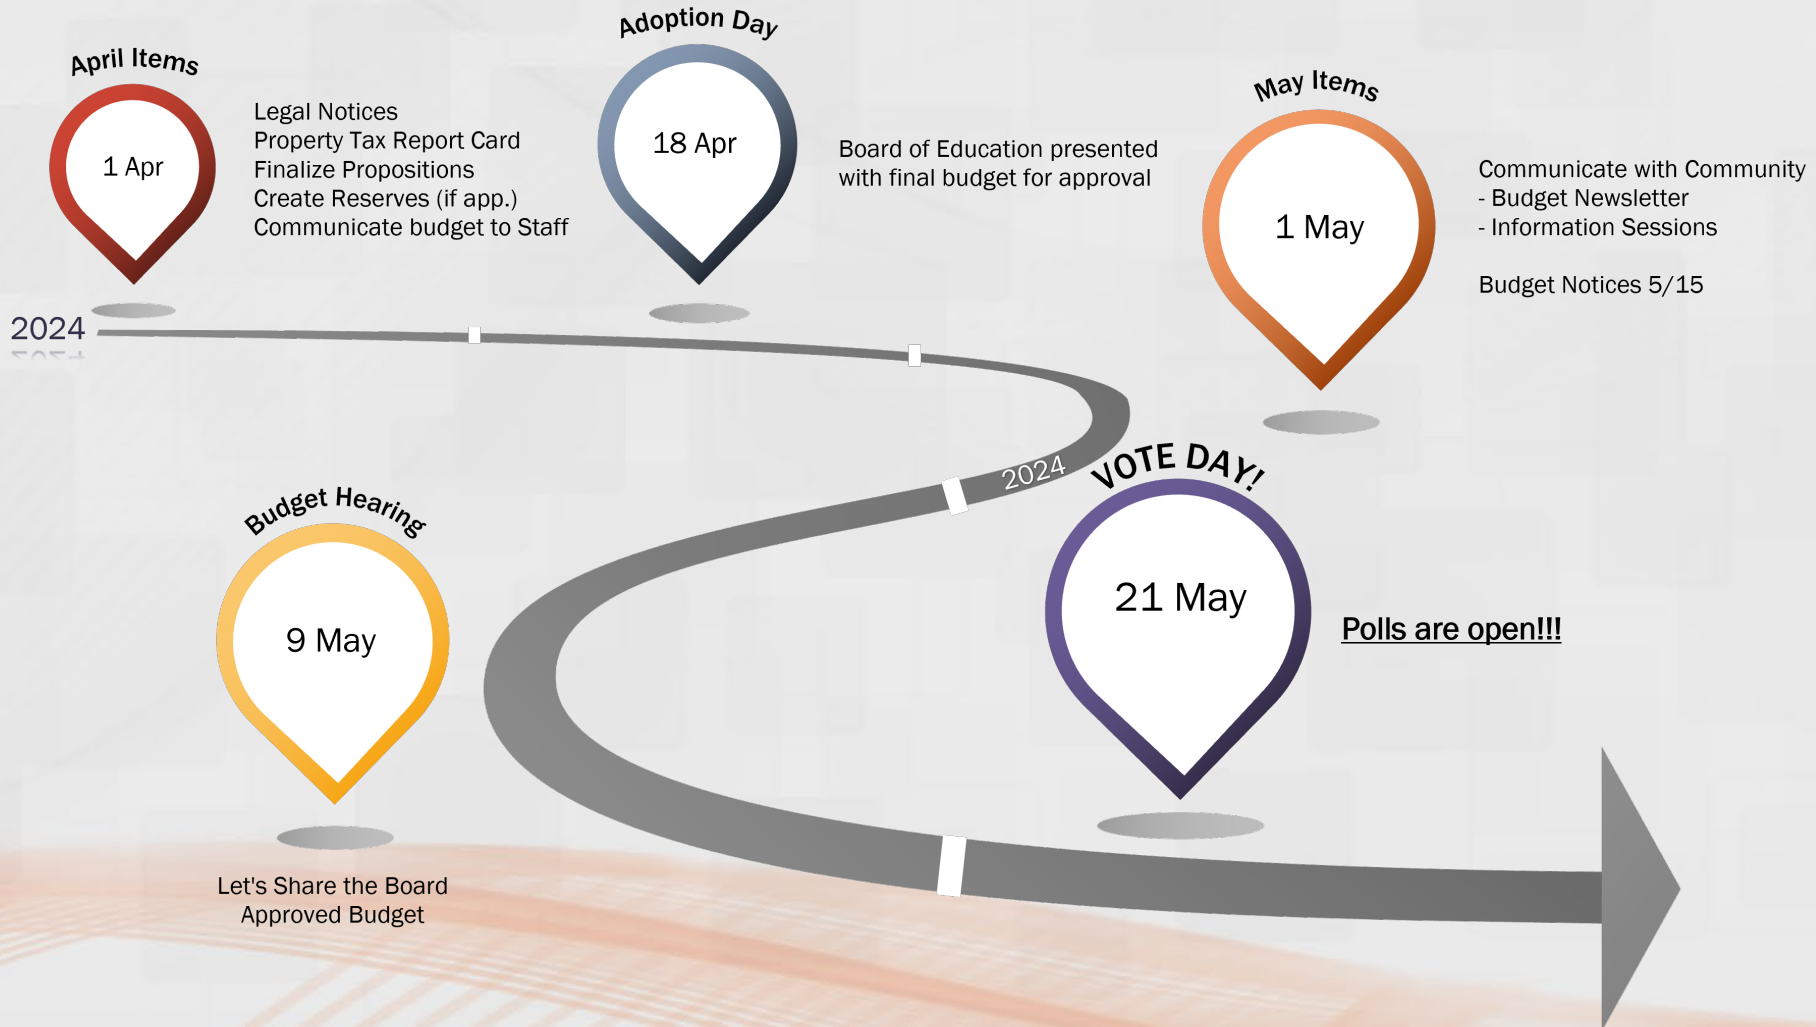 April Items
1 Apr
Legal Notices
Property Tax Report Card
Finalize Propositions
Create Reserves (if app.)
Communicate budget to Staff
Adoption Day
18 Apr
Board of Education presented
with final budget for approval
May Items
1 May
Communicate with Community
- Budget Newsletter
- Information Sessions
Budget Notices 5/15
2024
2024
Budget Hearing
9 May
Let's Share the Board
Approved Budget
VOTE DAY!
21 May
Polls are open!!!